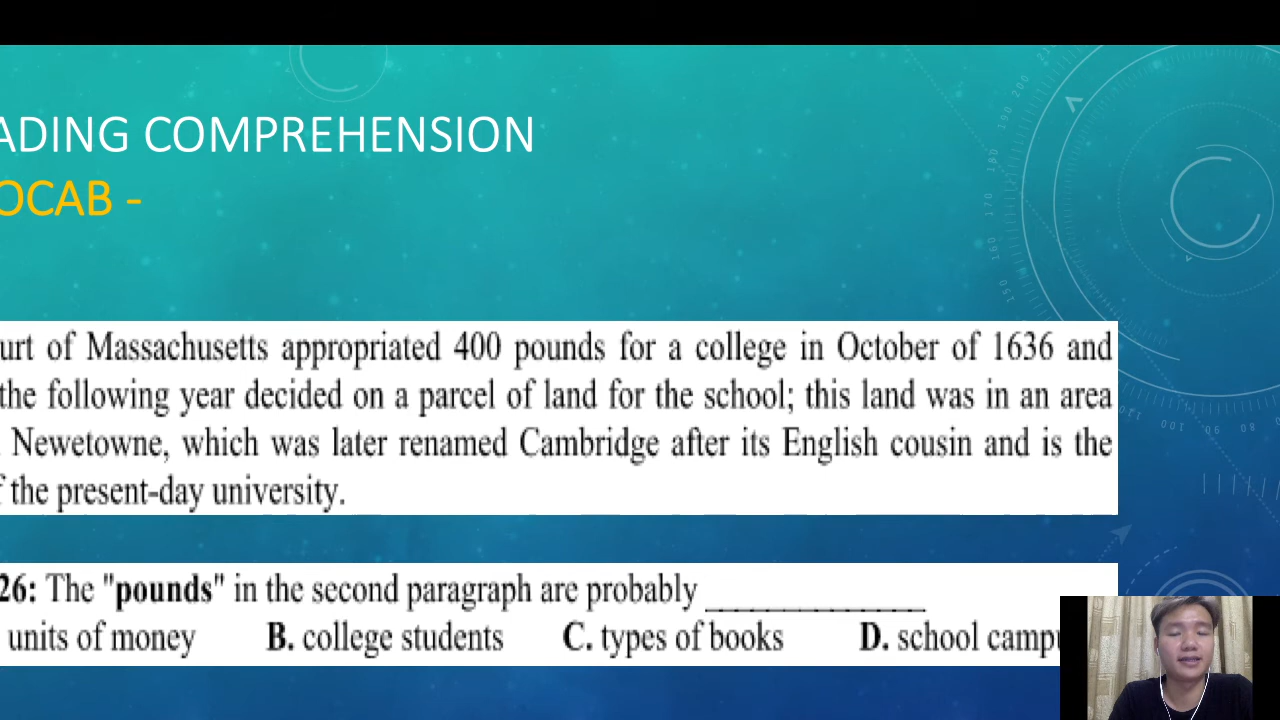 ADING COMPREHENSION
OCAB -
urt of Massachusetts appropriated 400 pounds for a college in October of 1636 and
the following year decided on a parcel of land for the school; this land was in an area
Newetowne, which was later renamed Cambridge after its English cousin and is the
f the present-day university.
26: The "pounds" in the second paragraph are probably ______________
units of money B. college students C. types of books D. school camp